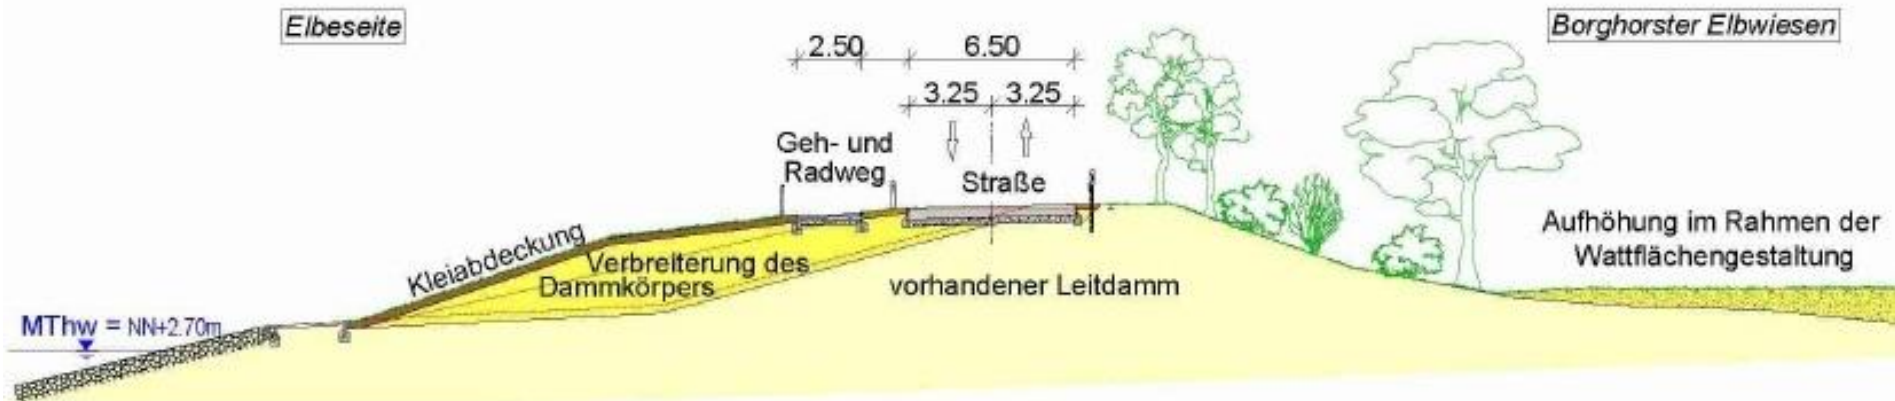 Elbeseite
Borghorster Elbwiesen
2.50
6.50
3.25
3.25
Geh- und
Radweg
Straße
Kleiabdeckung
Verbreiterung des
Dammkörpers
vorhandener Leitdamm
Aufhöhung im Rahmen der
Wattflächengestaltung
MThw = NN+2.70m